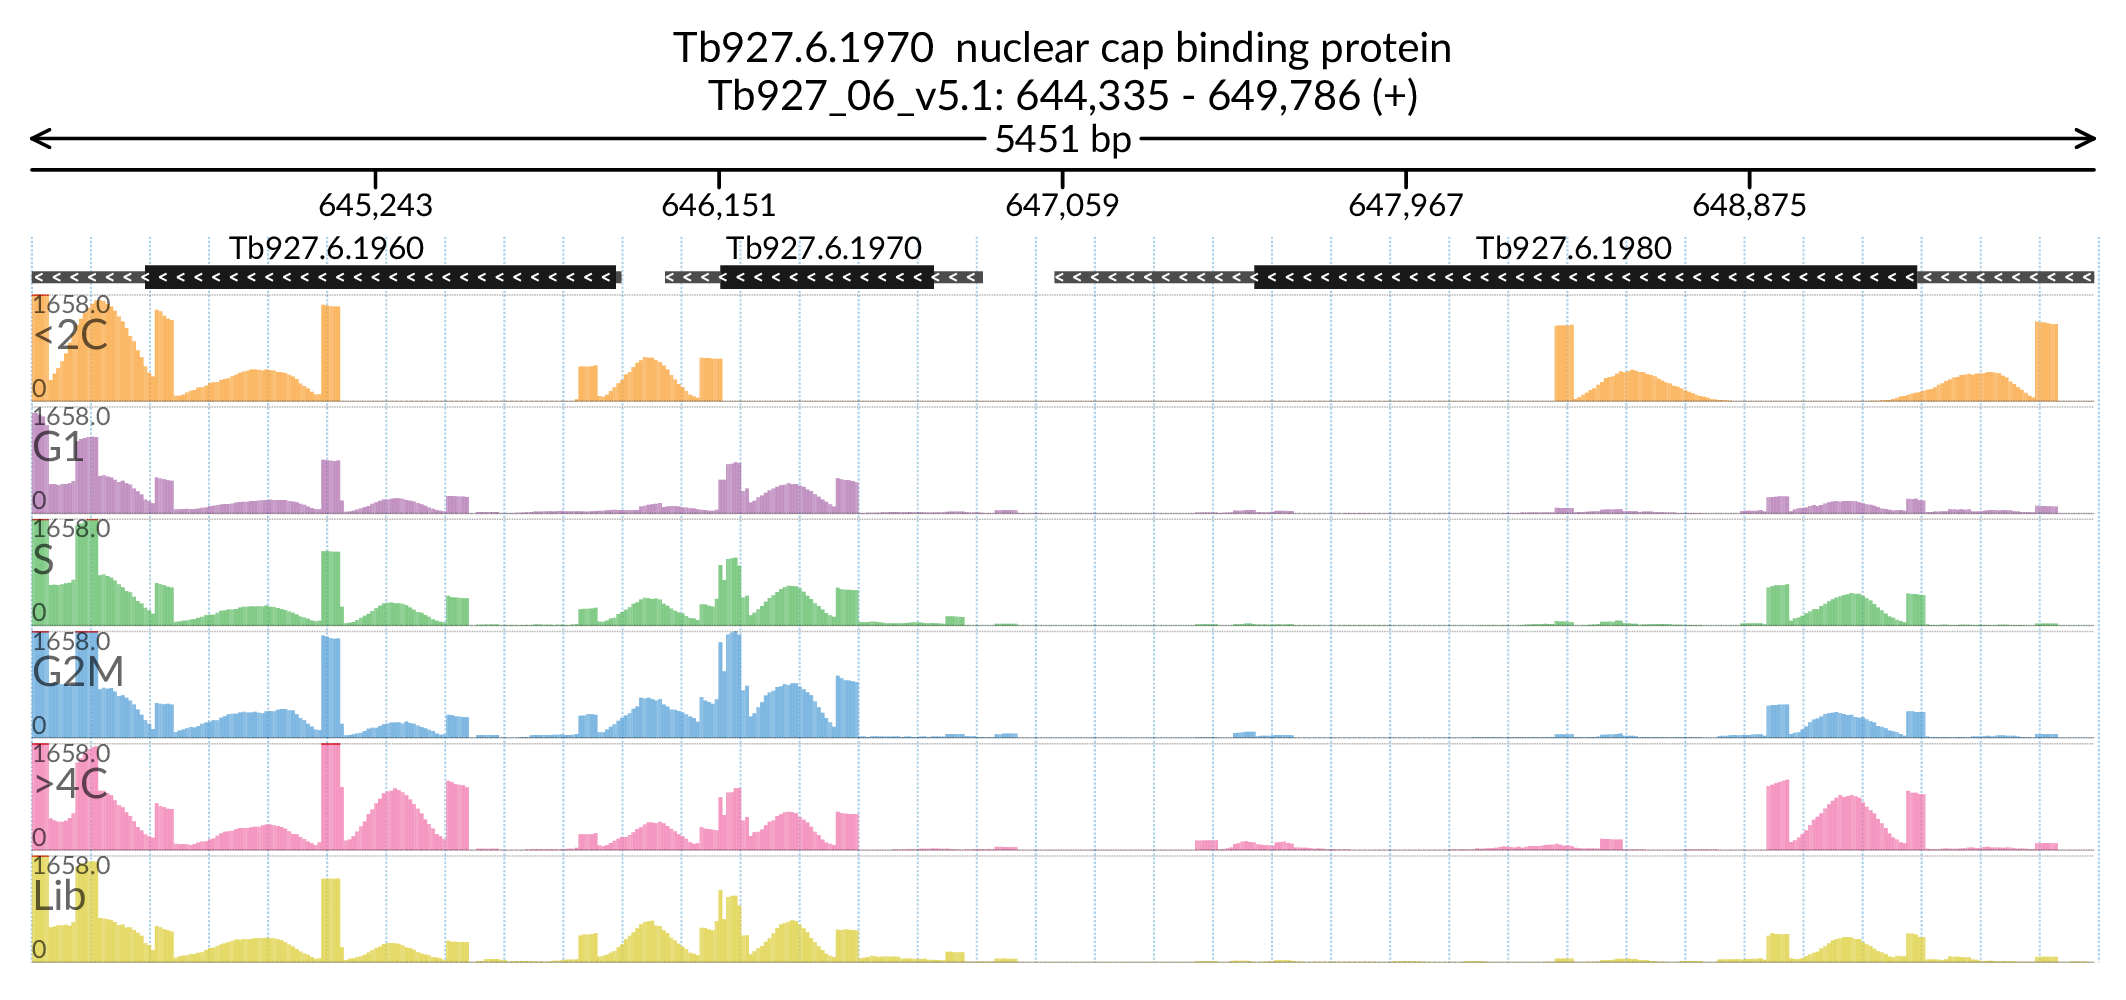 Tb927.6.1970  nuclear cap binding protein
Tb927_06_v5.1: 644,335 - 649,786 (+)
5451 bp
645,243 646,151 647,059 647,967 648,875
Tb927.6.1960 Tb927.6.1970 Tb927.6.1980
1658.0
<2C
0
1658.0
G1
0
1658.0
S
0
1658.0
G2M
0
1658.0
>4C
0
1658.0
Lib
0